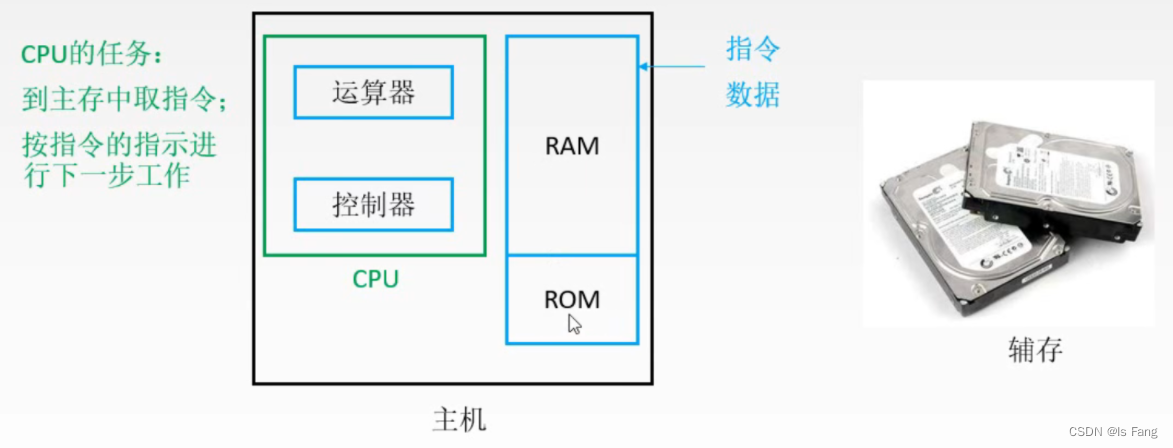 CPU的任务：
到主存中取指令；
按指令的指示进
行下一步工作
运算器
控制器
CPU
RAM
ROM
指令
数据
主机
辅存
CSDN @ls Fang